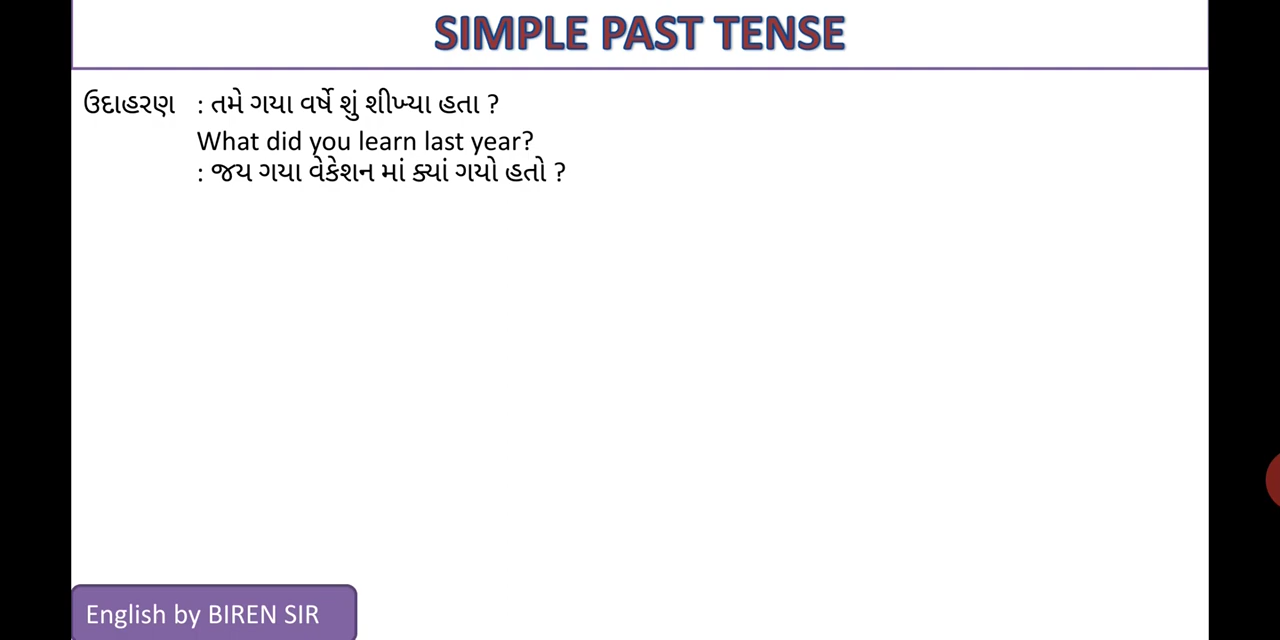 SIMPLE PAST TENSE
ઉદાહરણ : તમે ગયા વર્ષે શું શીખ્યા હતા ?
What did you learn last year?
: જય ગયા વેકેશન માં ક્યાં ગયો હતો ?
English by BIREN SIR